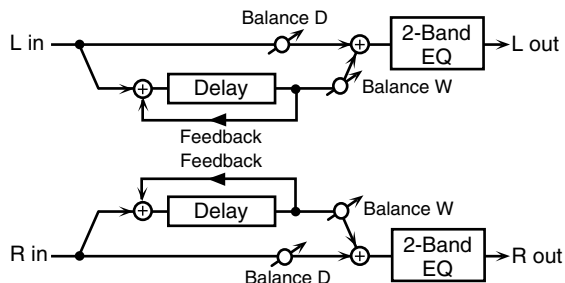 Balance D
L in
+
2-Band
EQ
L out
+
Delay
Balance W
Feedback
Feedback
+
Delay
Balance W
R in
+
2-Band
EQ
R out
Balance D